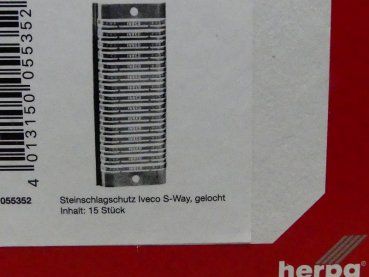 4 013150 055352
055352
Steinschlagschutz Iveco S-Way, gelocht
Inhalt: 15 Stück
herpa